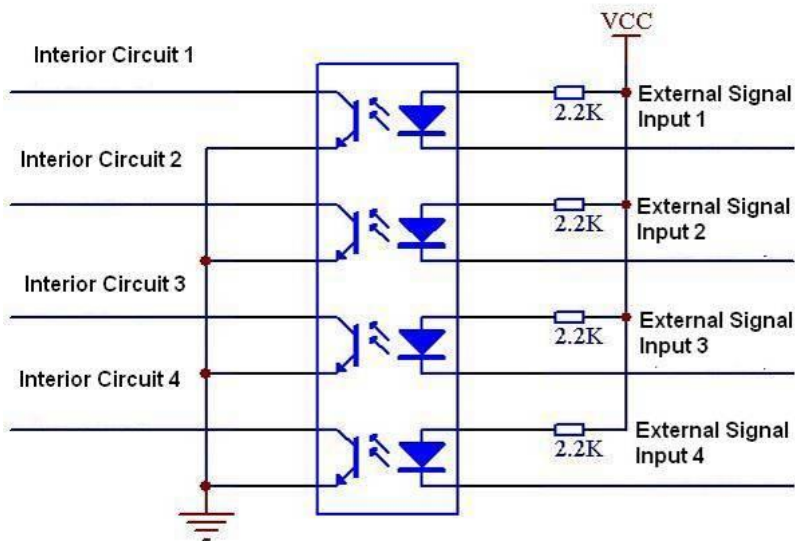 VCC
Interior Circuit 1
External Signal
Input 1
2.2K
Interior Circuit 2
External Signal
Input 2
2.2K
Interior Circuit 3
External Signal
Input 3
2.2K
Interior Circuit 4
External Signal
Input 4
2.2K